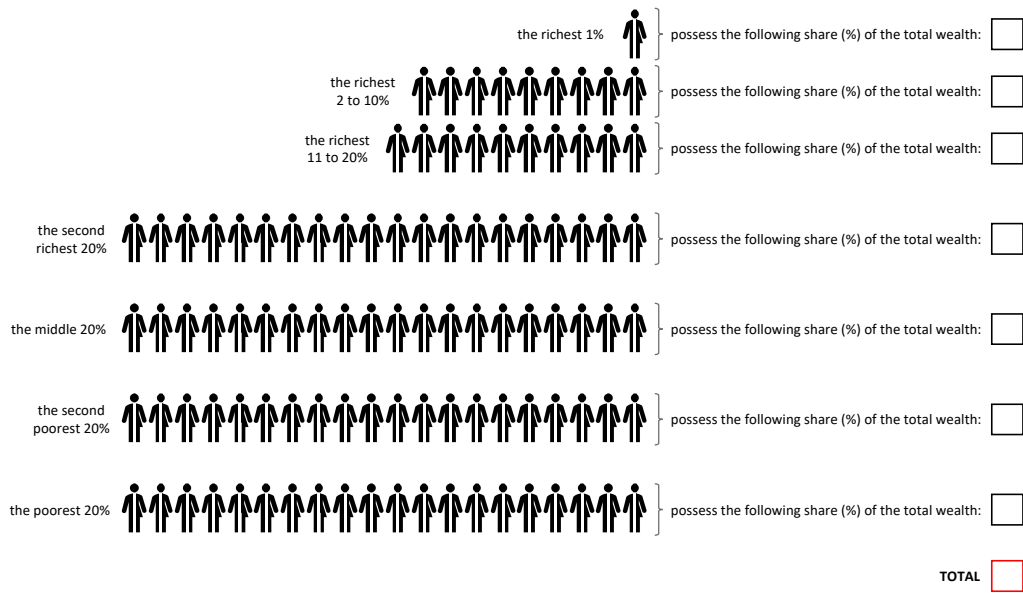 the richest 1% possess the following share (%) of the total wealth:
the richest
2 to 10% possess the following share (%) of the total wealth:
the richest
11 to 20% possess the following share (%) of the total wealth:
the second
richest 20% possess the following share (%) of the total wealth:
the middle 20% possess the following share (%) of the total wealth:
the second
poorest 20% possess the following share (%) of the total wealth:
the poorest 20% possess the following share (%) of the total wealth:
TOTAL